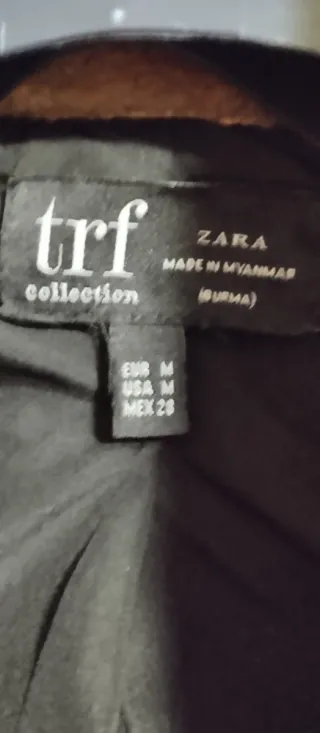 trf
collection
ZARA
MADE IN MYANMAR
(BURMA)
EUR M
USA M
MEX 28